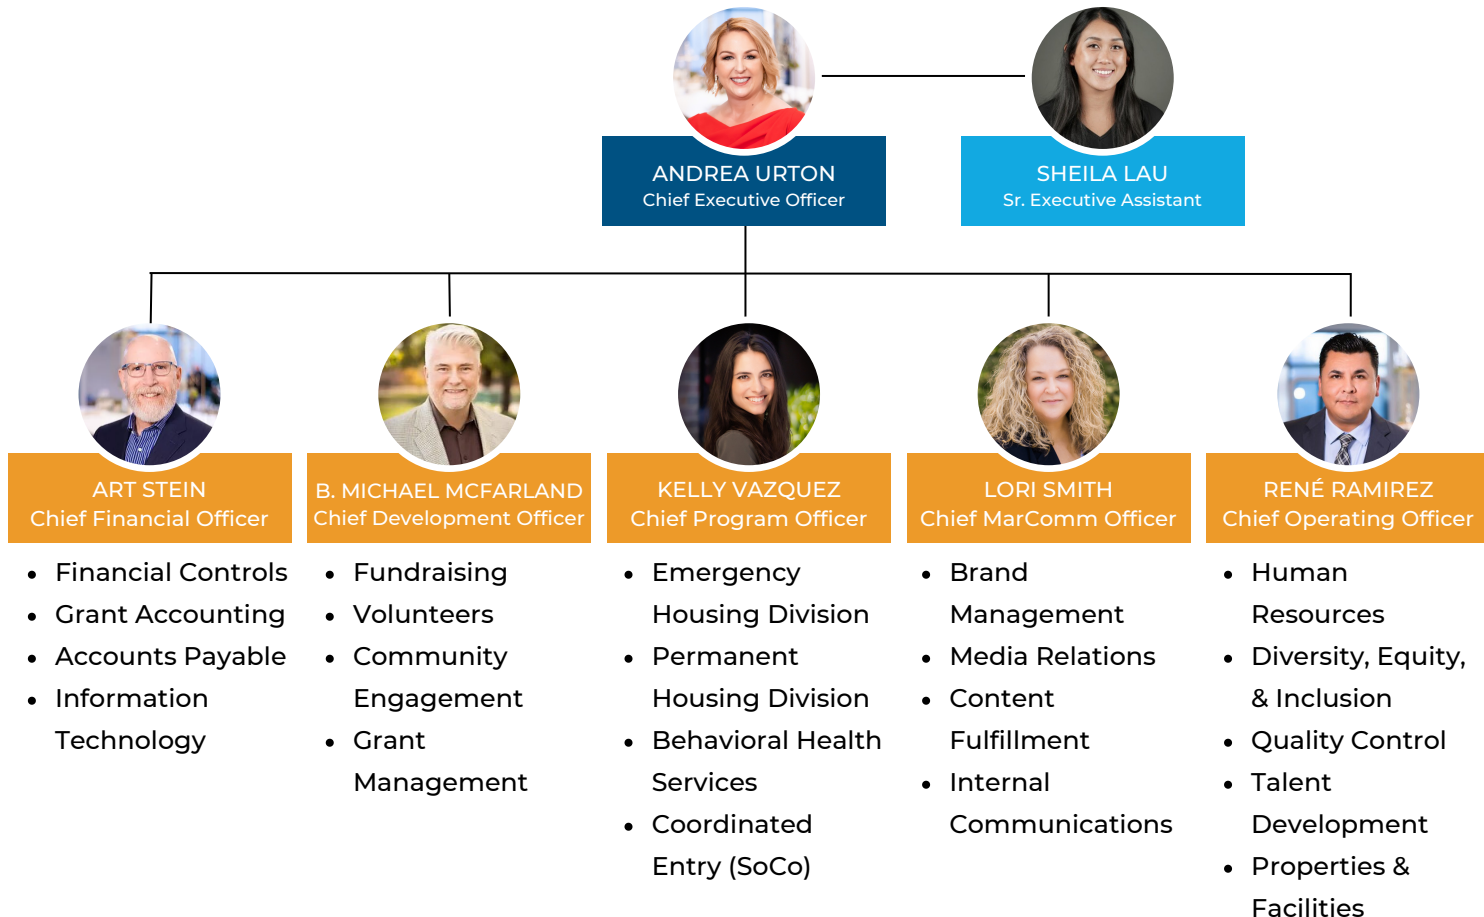 ANDREA URTON
Chief Executive Officer
SHEILA LAU
Sr. Executive Assistant
ART STEIN
Chief Financial Officer
• Financial Controls
• Grant Accounting
• Accounts Payable
• Information
Technology
B. MICHAEL MCFARLAND
Chief Development Officer
• Fundraising
• Volunteers
• Community
Engagement
• Grant
Management
KELLY VAZQUEZ
Chief Program Officer
• Emergency
Housing Division
• Permanent
Housing Division
• Behavioral Health
Services
• Coordinated
Entry (SoCo)
LORI SMITH
Chief MarComm Officer
• Brand
Management
• Media Relations
• Content
Fulfillment
• Internal
Communications
RENÉ RAMIREZ
Chief Operating Officer
• Human
Resources
• Diversity, Equity,
& Inclusion
• Quality Control
• Talent
Development
• Properties &
Facilities